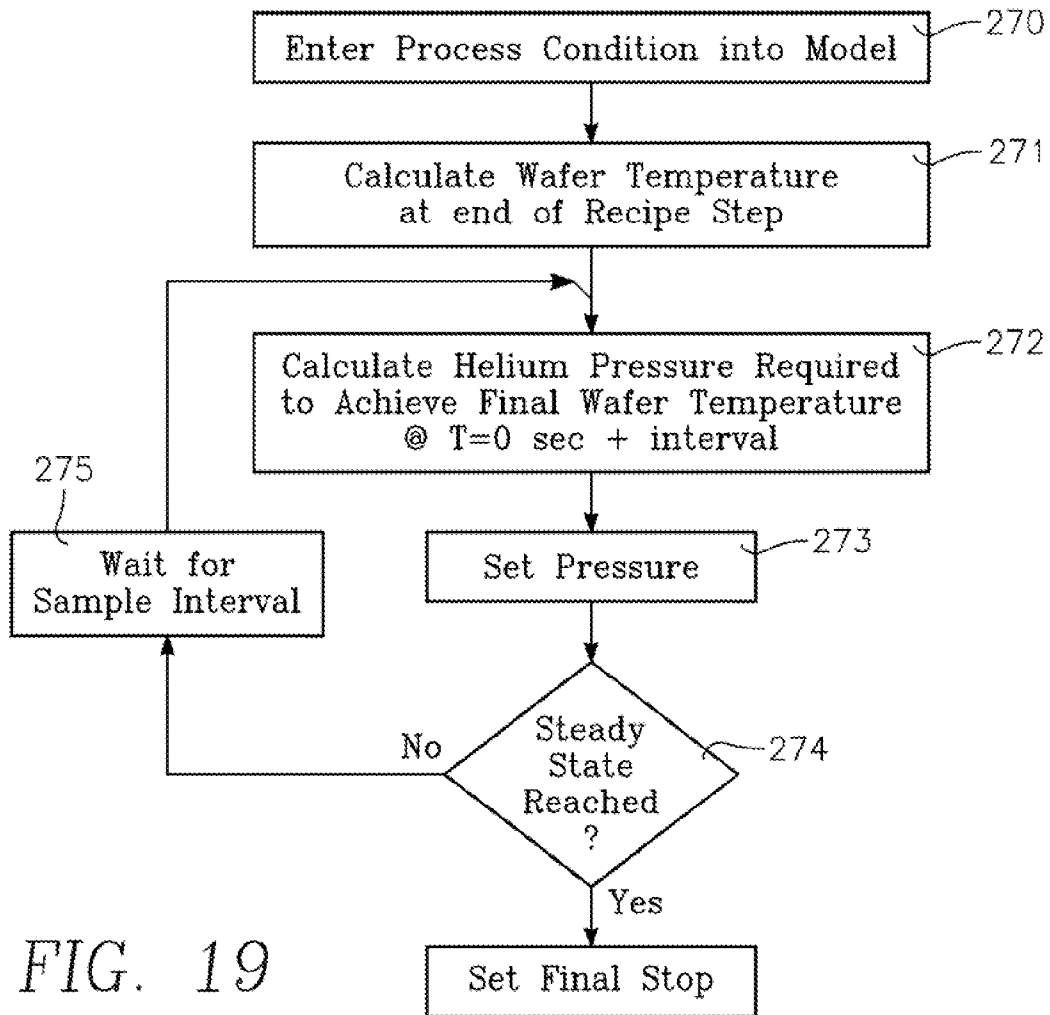 270
Enter Process Condition into Model
271
Calculate Wafer Temperature
at end of Recipe Step
272
Calculate Helium Pressure Required
to Achieve Final Wafer Temperature
@ T=0 sec + interval
275
Wait for
Sample Interval
273
Set Pressure
274
No
Steady
State
Reached
?
Yes
Set Final Stop
FIG. 19